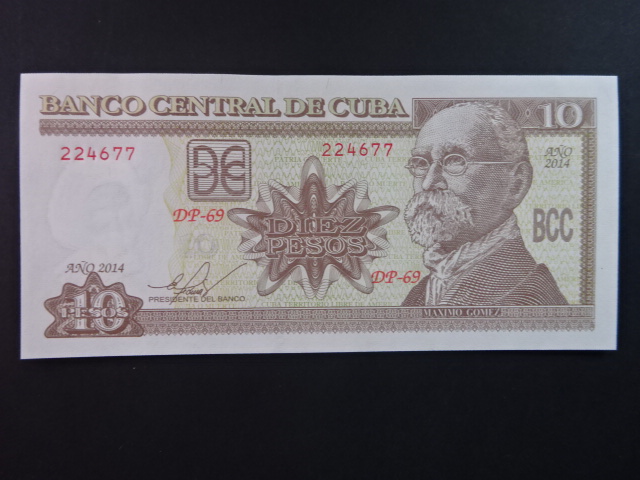 BANCO CENTRAL DE CUBA
10
224677
224677
AÑO
2014
DP-69
DIEZ
PESOS
BCC
AÑO 2014
DP-69
PRESIDENTE DEL BANCO
10
PESOS
MAXIMO GOMEZ